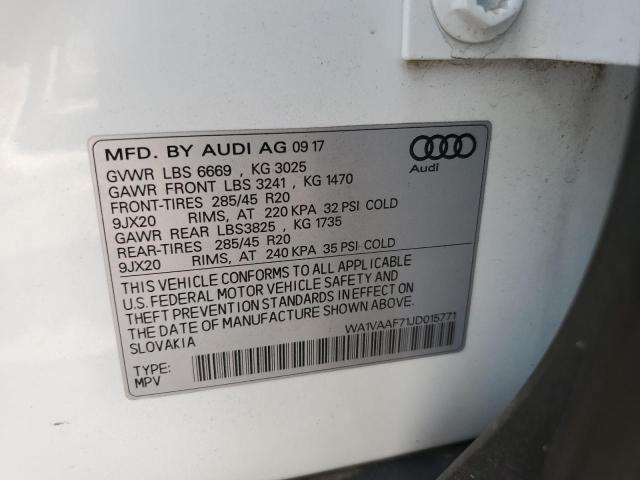 MFD. BY AUDI AG 09 17
GVWR LBS 6669 , KG 3025
GAWR FRONT LBS 3241 , KG 1470
FRONT-TIRES 285/45 R20
9JX20 RIMS, AT 220 KPA 32 PSI COLD
GAWR REAR LBS3825 , KG 1735
REAR-TIRES 285/45 R20
9JX20 RIMS, AT 240 KPA 35 PSI COLD
Audi
THIS VEHICLE CONFORMS TO ALL APPLICABLE
U.S. FEDERAL MOTOR VEHICLE SAFETY AND
THEFT PREVENTION STANDARDS IN EFFECT ON
THE DATE OF MANUFACTURE SHOWN ABOVE.
SLOVAKIA
WA1VAAF71JD015771
TYPE:
MPV